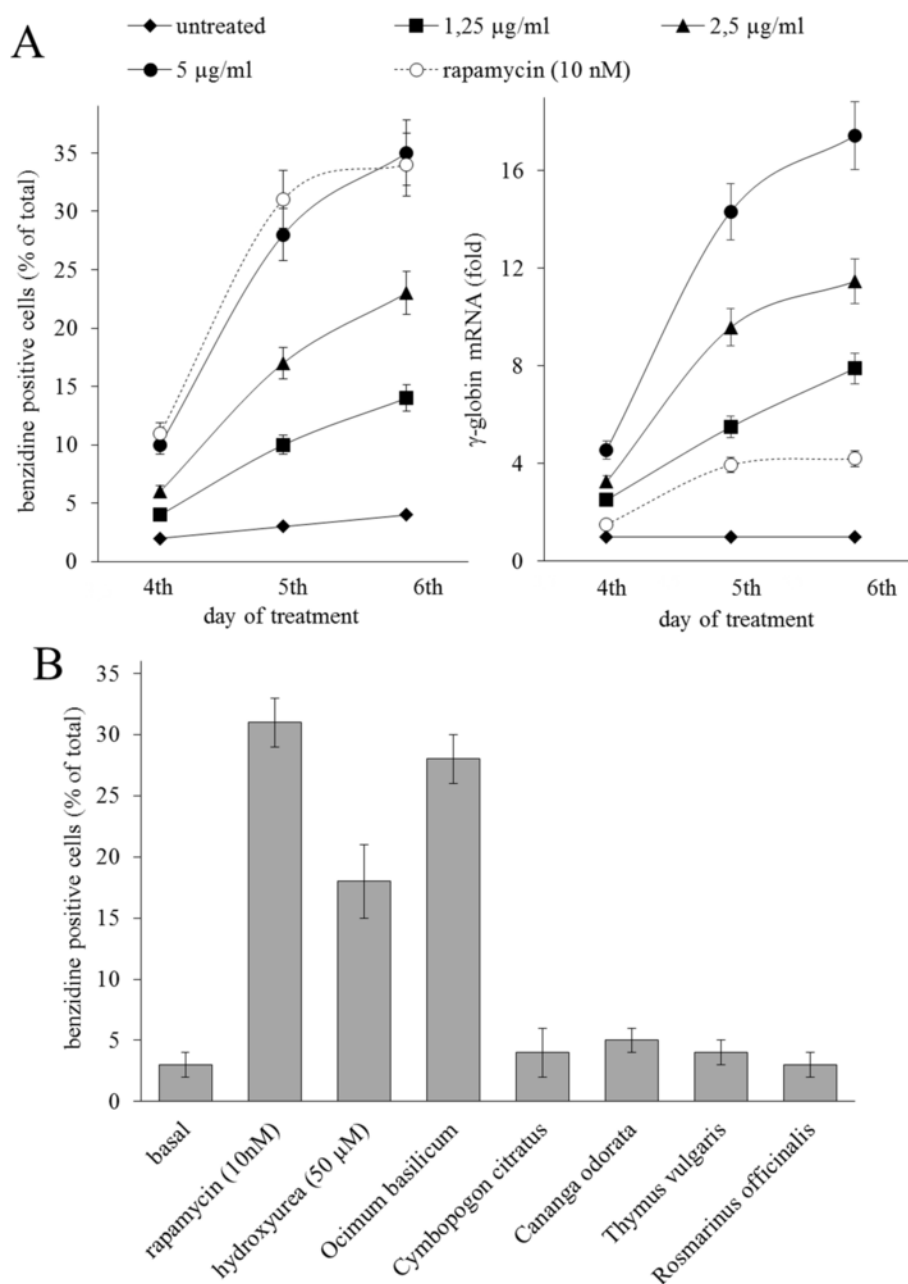 A
untreated
1,25 µg/ml
2,5 µg/ml
5 µg/ml
rapamycin (10 nM)
benzidine positive cells (% of total)
35
30
25
20
15
10
5
0
4th
5th
6th
day of treatment
γ-globin mRNA (fold)
16
12
8
4
0
4th
5th
6th
day of treatment
B
benzidine positive cells (% of total)
35
30
25
20
15
10
5
0
basal
rapamycin (10nM)
hydroxyurea (50 µM)
Ocimum basilicum
Cymbopogon citratus
Cananga odorata
Thymus vulgaris
Rosmarinus officinalis